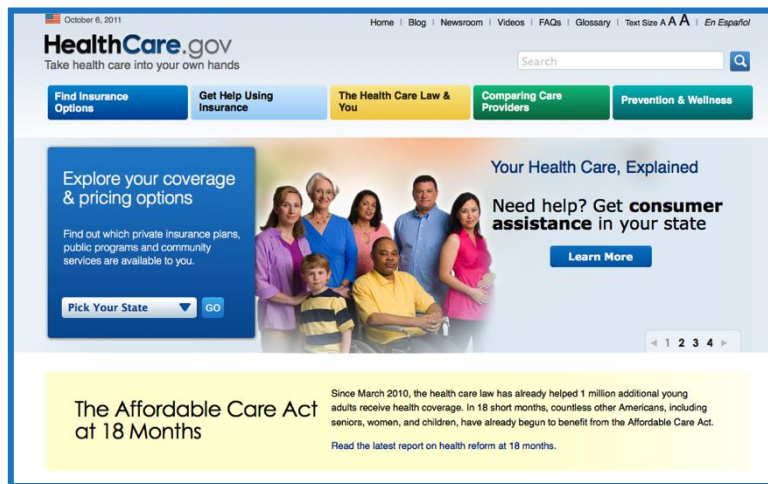 October 6, 2011
Home | Blog | Newsroom | Videos | FAQs | Glossary | Text Size A A A | En Español
HealthCare.gov
Take health care into your own hands
Search
Find Insurance
Options
Get Help Using
Insurance
The Health Care Law &
You
Comparing Care
Providers
Prevention & Wellness
Explore your coverage
& pricing options
Find out which private insurance plans,
public programs and community
services are available to you.
Pick Your State
GO
Your Health Care, Explained
Need help? Get consumer
assistance in your state
Learn More
1 2 3 4
The Affordable Care Act
at 18 Months
Since March 2010, the health care law has already helped 1 million additional young
adults receive health coverage. In 18 short months, countless other Americans, including
seniors, women, and children, have already begun to benefit from the Affordable Care Act.
Read the latest report on health reform at 18 months.